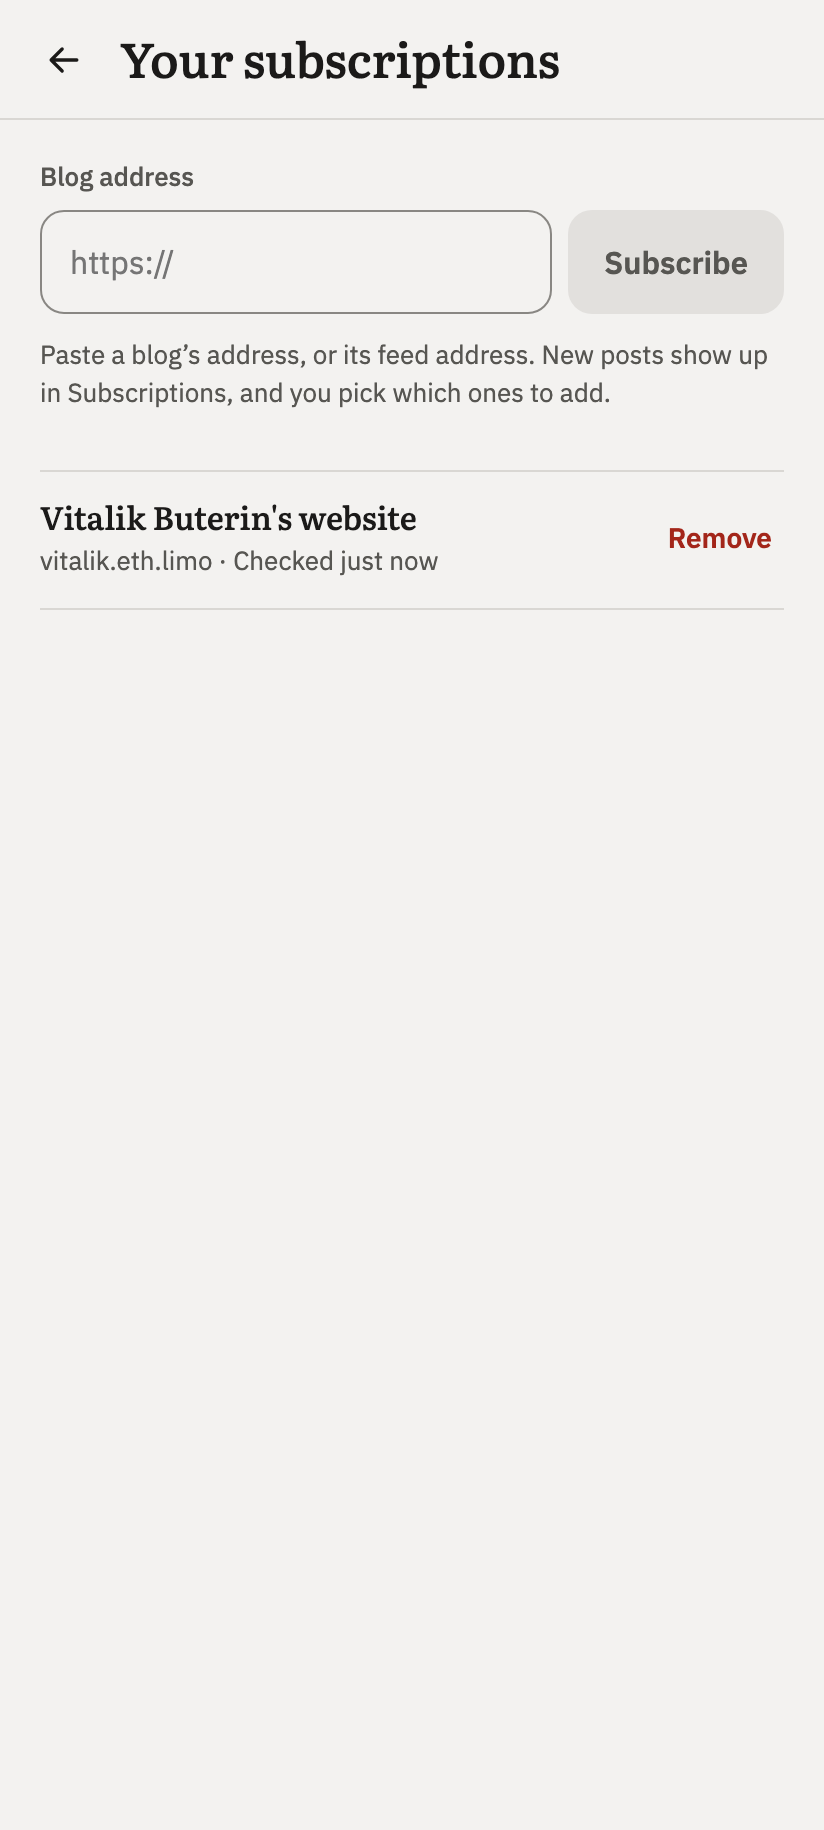 Your subscriptions
Blog address
https://
Subscribe
Paste a blog’s address, or its feed address. New posts show up
in Subscriptions, and you pick which ones to add.
Vitalik Buterin's website
vitalik.eth.limo · Checked just now
Remove